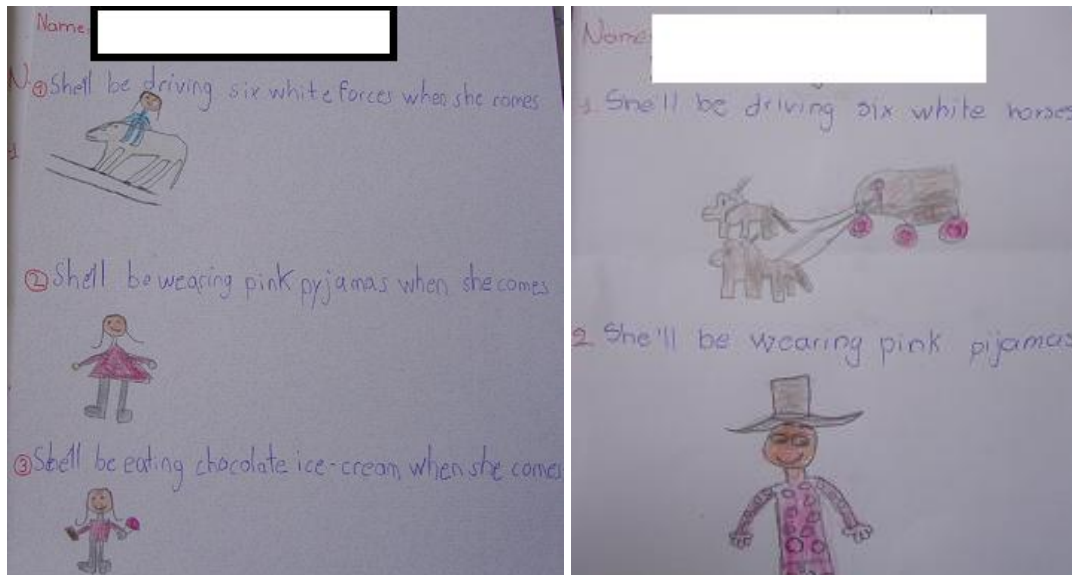 Name:
① Shell be driving six white forces when she comes
② Shell be wearing pink pyjamas when she comes
③ Shell be eating chocolate ice-cream when she comes
Name:
1. She'll be driving six white horses
2. She'll be wearing pink pijamas